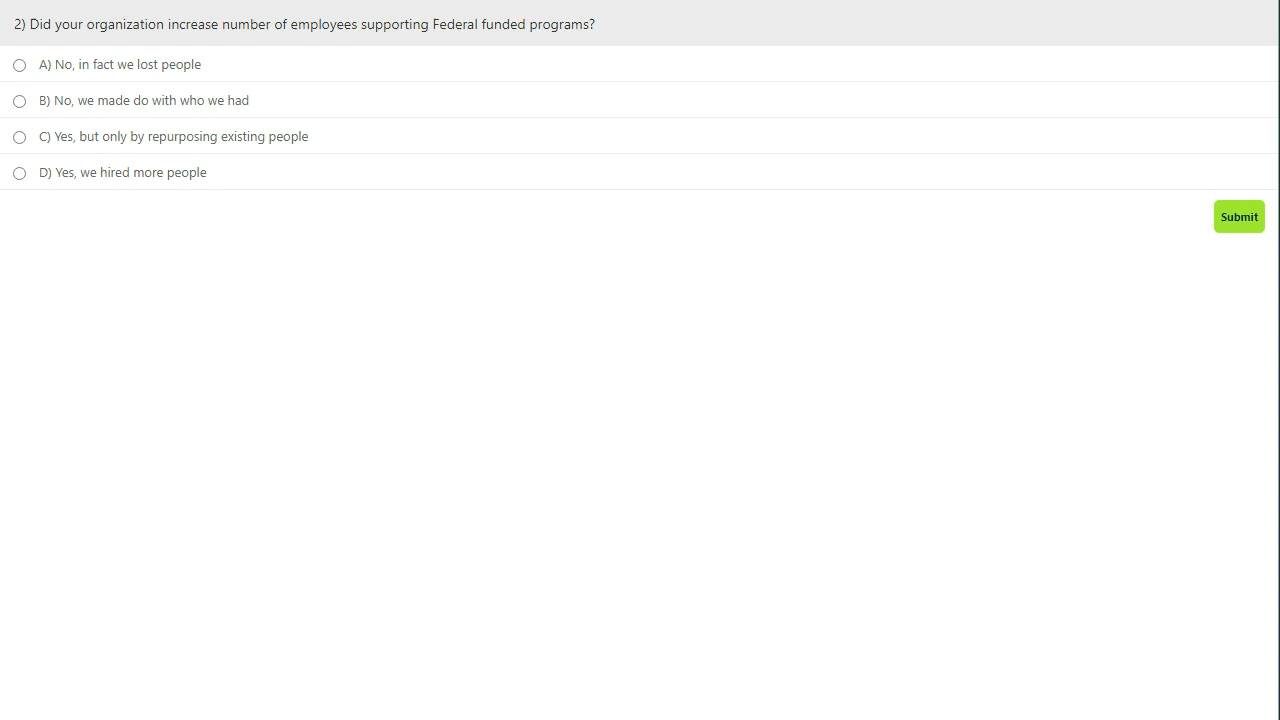 2) Did your organization increase number of employees supporting Federal funded programs?
A) No, in fact we lost people
B) No, we made do with who we had
C) Yes, but only by repurposing existing people
D) Yes, we hired more people
Submit